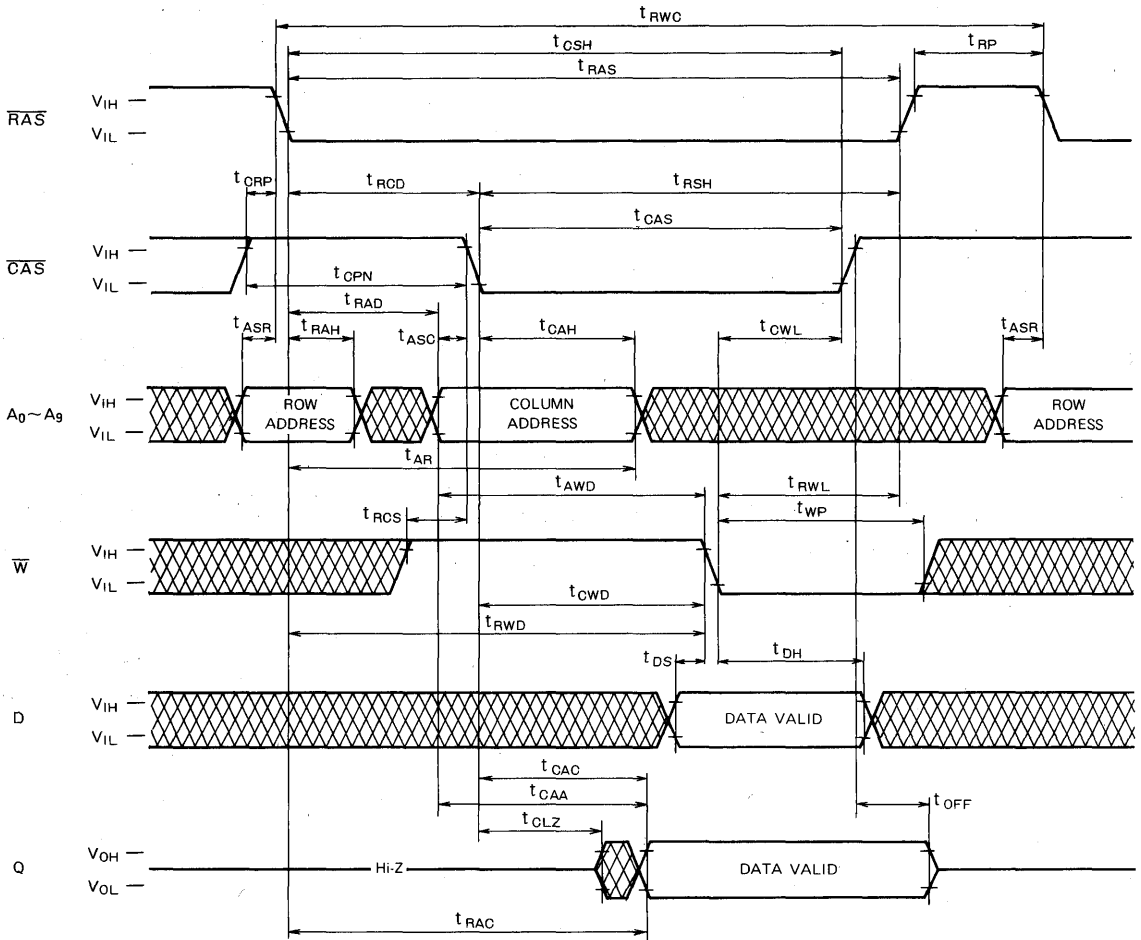 tRWC
tCSH
tRP
tRAS
RAS
VIH
VIL
tCRP
tRCD
tRSH
tCAS
CAS
VIH
VIL
tCPN
tRAD
tASR
tRAH
tASC
tCAH
tCWL
tASR
A0~A9
VIH
VIL
ROW
ADDRESS
COLUMN
ADDRESS
ROW
ADDRESS
tAR
tAWD
tRWL
tRCS
tWP
W
VIH
VIL
tCWD
tRWD
tDS
tDH
D
VIH
VIL
DATA VALID
tCAC
tCAA
tOFF
tCLZ
Q
VOH
VOL
Hi-Z
DATA VALID
tRAC